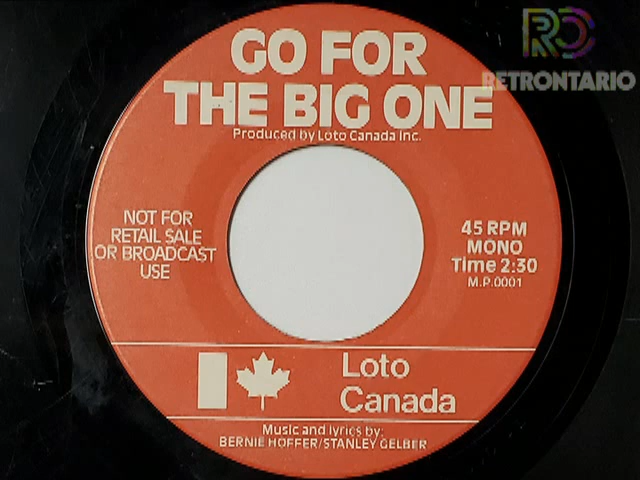 RETRONTARIO
GO FOR
THE BIG ONE
Produced by Loto Canada Inc.
NOT FOR
RETAIL SALE
OR BROADCAST
USE
45 RPM
MONO
Time 2:30
M.P.0001
Loto
Canada
Music and lyrics by:
BERNIE HOFFER/STANLEY GELBER